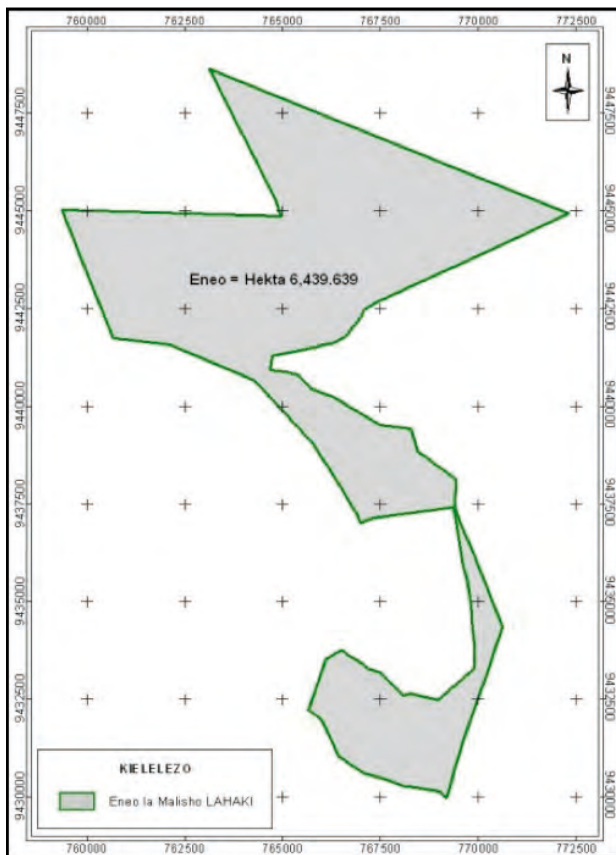 760000 762500 765000 767500 770000 772500
N
9447500 9447500
9445000 9445000
Eneo = Hekta 6,439.639
9442500 9442500
9440000 9440000
9437500 9437500
9435000 9435000
9432500 9432500
KIELELEZO
Eneo la Malisho LAHAKI
9430000 9430000
760000 762500 765000 767500 770000 772500